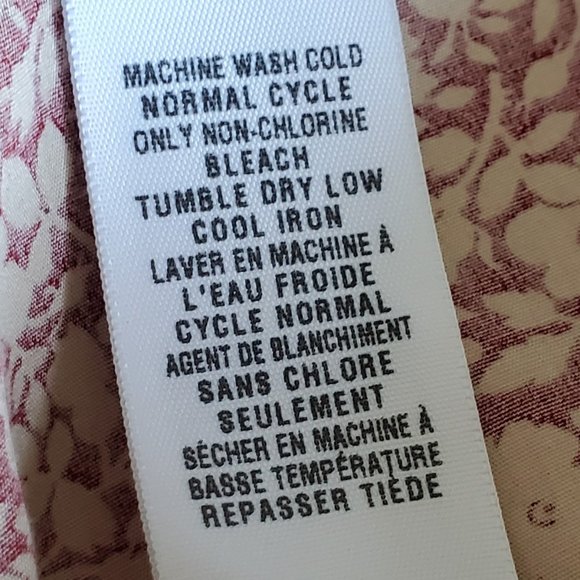 MACHINE WASH COLD
NORMAL CYCLE
ONLY NON-CHLORINE
BLEACH
TUMBLE DRY LOW
COOL IRON
LAVER EN MACHINE À
L'EAU FROIDE
CYCLE NORMAL
AGENT DE BLANCHIMENT
SANS CHLORE
SEULEMENT
SÉCHER EN MACHINE À
BASSE TEMPÉRATURE
REPASSER TIÈDE